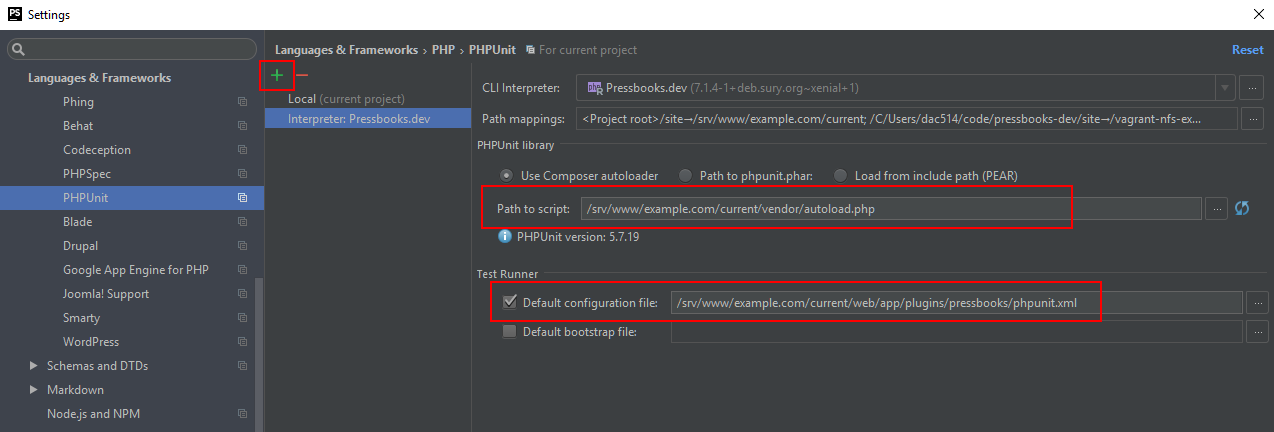 PS Settings
Languages & Frameworks › PHP › PHPUnit For current project Reset
Languages & Frameworks
Phing
Behat
Codeception
PHPSpec
PHPUnit
Blade
Drupal
Google App Engine for PHP
Joomla! Support
Smarty
WordPress
Schemas and DTDs
Markdown
Node.js and NPM
Local (current project)
Interpreter: Pressbooks.dev
CLI Interpreter: php Pressbooks.dev (7.1.4-1+deb.sury.org~xenial+1) ...
Path mappings: <Project root>/site→/srv/www/example.com/current; /C/Users/dac514/code/pressbooks-dev/site→/vagrant-nfs-ex... ...
PHPUnit library
Use Composer autoloader Path to phpunit.phar: Load from include path (PEAR)
Path to script: /srv/www/example.com/current/vendor/autoload.php ...
PHPUnit version: 5.7.19
Test Runner
Default configuration file: /srv/www/example.com/current/web/app/plugins/pressbooks/phpunit.xml ...
Default bootstrap file: ...